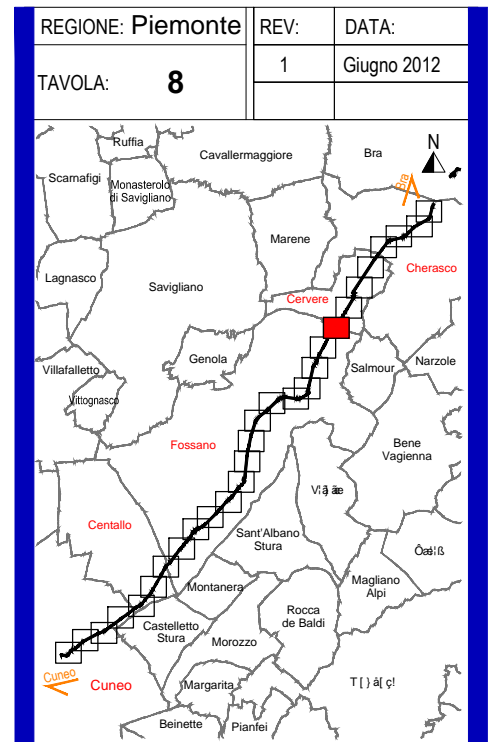 REGIONE: Piemonte
REV:
DATA:
TAVOLA: 8
1
Giugno 2012
N
Ruffia
Cavallermaggiore
Bra
Bra
Scarnafigi
Monasterolo
di Savigliano
Marene
Cherasco
Lagnasco
Savigliano
Cervere
Villafalletto
Genola
Salmour
Narzole
Vottognasco
Fossano
Bene
Vagienna
Centallo
Sant'Albano
Stura
Magliano
Alpi
Montanera
Rocca
de Baldi
Castelletto
Stura
Morozzo
Cuneo
Cuneo
Margarita
Beinette
Pianfei